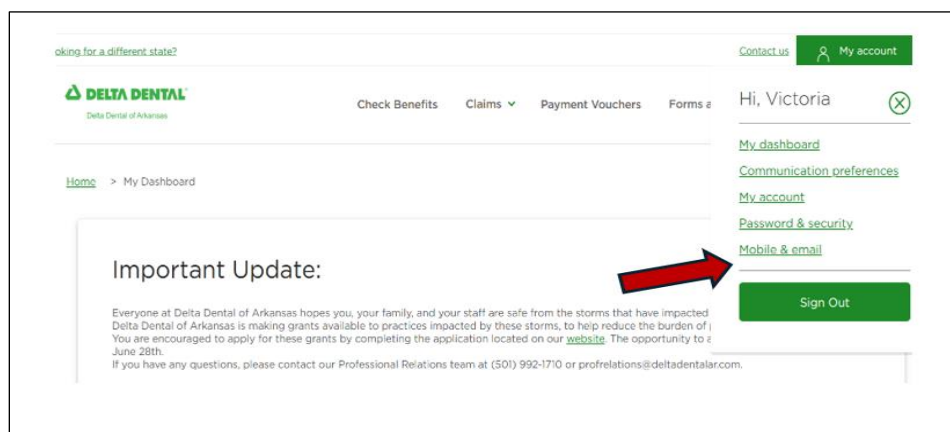 oking for a different state?
Contact us
My account
DELTA DENTAL
Delta Dental of Arkansas
Check Benefits Claims Payment Vouchers Forms a
Hi, Victoria
My dashboard
Communication preferences
My account
Password & security
Mobile & email
Sign Out
Home > My Dashboard
Important Update:
Everyone at Delta Dental of Arkansas hopes you, your family, and your staff are safe from the storms that have impacted
Delta Dental of Arkansas is making grants available to practices impacted by these storms, to help reduce the burden of
You are encouraged to apply for these grants by completing the application located on our website. The opportunity to a
June 28th.
If you have any questions, please contact our Professional Relations team at (501) 992-1710 or profrelations@deltadentalar.com.